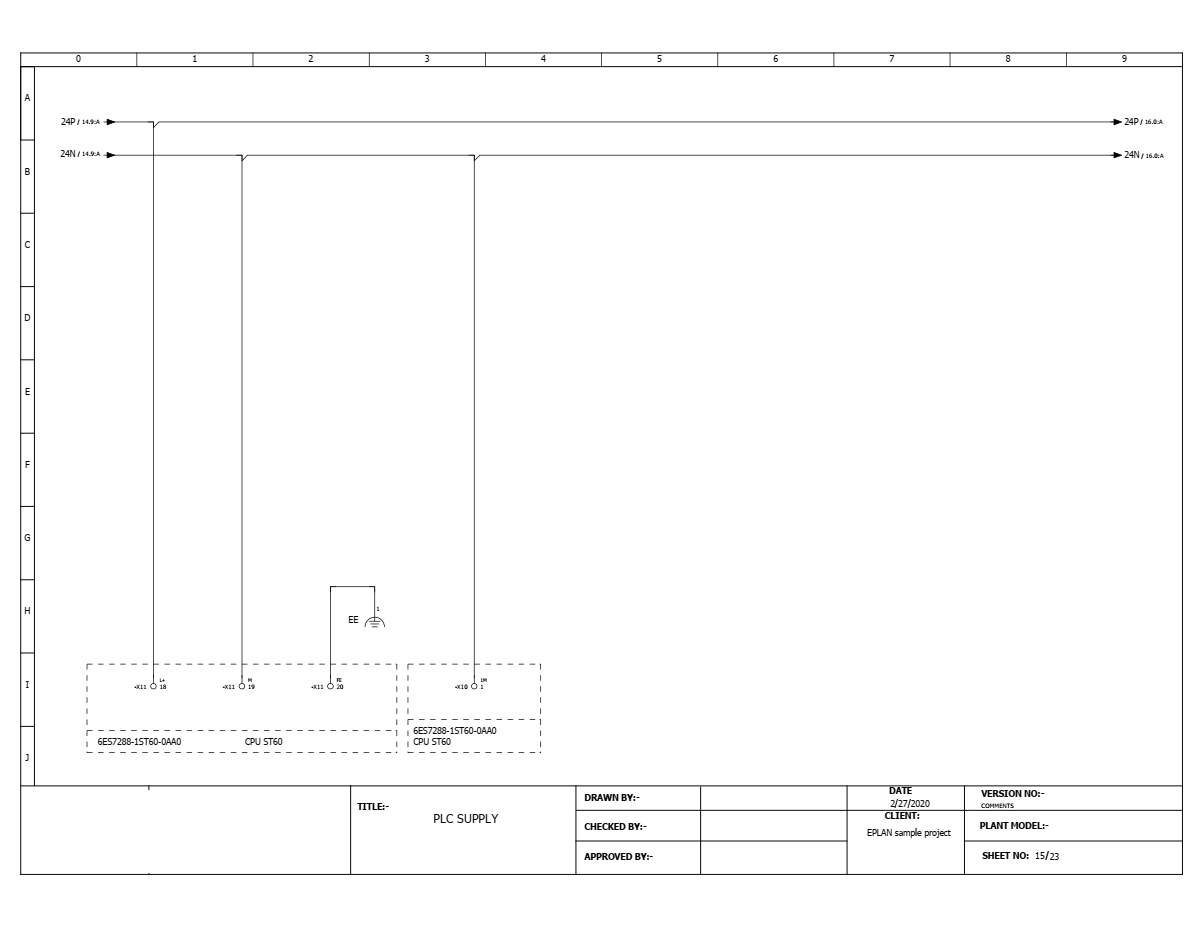 0 1 2 3 4 5 6 7 8 9
A
24P / 14.9:A 24P / 16.0:A
24N / 14.9:A 24N / 16.0:A
B
C
D
E
F
G
H
1
EE
I
L+ M FE 1M
-X11 18 -X11 19 -X11 20 -X10 1
6ES7288-1ST60-0AA0
6ES7288-1ST60-0AA0 CPU ST60 CPU ST60
J
TITLE:-
PLC SUPPLY
DRAWN BY:-
CHECKED BY:-
APPROVED BY:-
DATE
2/27/2020
CLIENT:
EPLAN sample project
VERSION NO:-
COMMENTS
PLANT MODEL:-
SHEET NO: 15/23